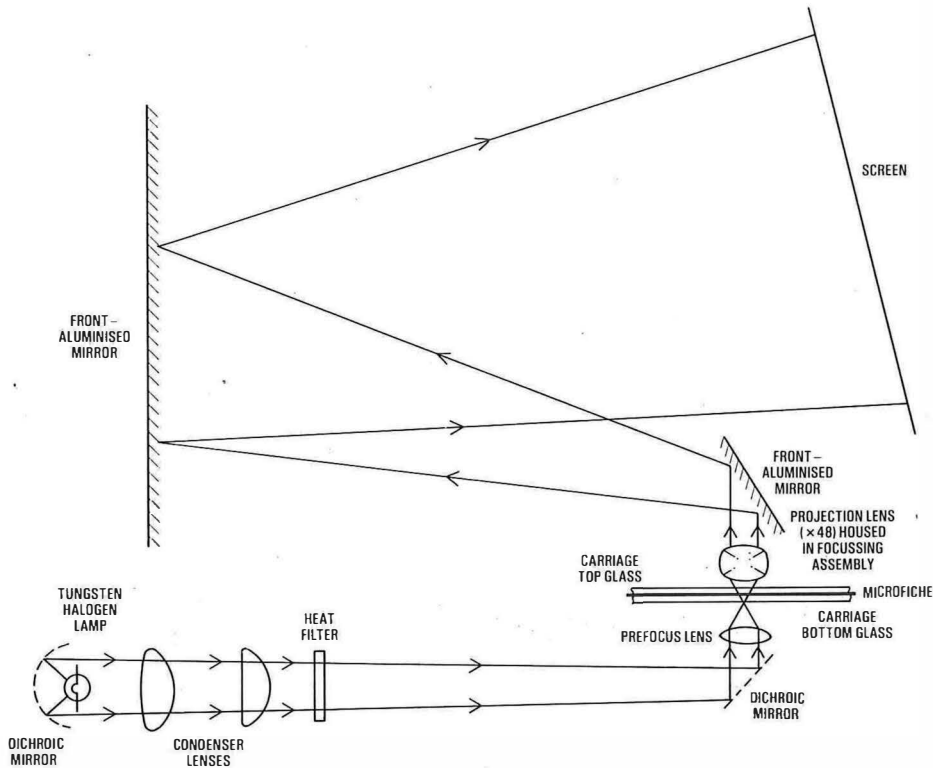 SCREEN
FRONT-
ALUMINISED
MIRROR
FRONT-
ALUMINISED
MIRROR
PROJECTION LENS
(×48) HOUSED
IN FOCUSSING
ASSEMBLY
CARRIAGE
TOP GLASS
MICROFICHE
CARRIAGE
BOTTOM GLASS
PREFOCUS LENS
TUNGSTEN
HALOGEN
LAMP
HEAT
FILTER
DICHROIC
MIRROR
CONDENSER
LENSES
DICHROIC
MIRROR